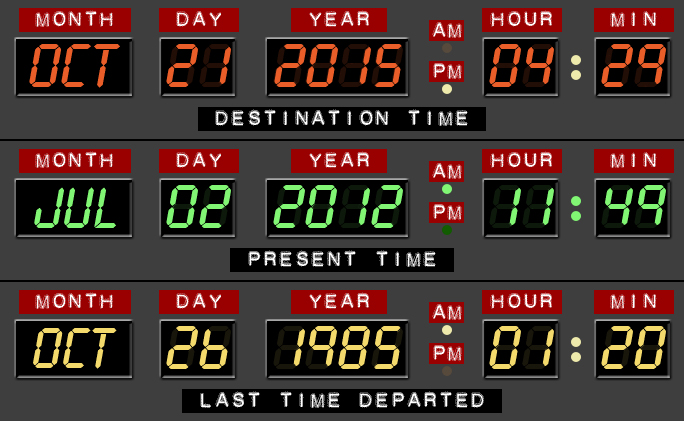 MONTH DAY YEAR AM HOUR MIN
OCT 21 2015 PM 04 : 29
DESTINATION TIME
MONTH DAY YEAR AM HOUR MIN
JUL 02 2012 PM 11 : 49
PRESENT TIME
MONTH DAY YEAR AM HOUR MIN
OCT 26 1985 PM 01 : 20
LAST TIME DEPARTED